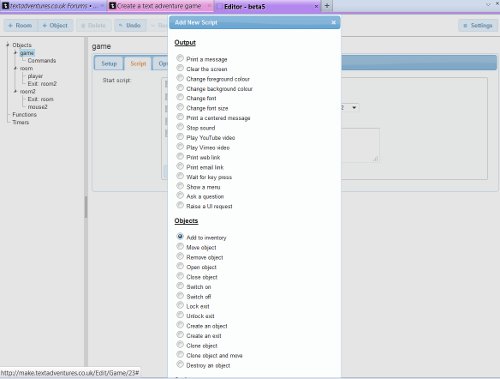 textadventures.co.uk Forums •
Create a text adventure game
Editor - beta5
+ Room
+ Object
Delete
Undo
Settings
Add New Script
Objects
game
Commands
room
player
Exit: room2
room2
Exit: room
mouse2
Functions
Timers
game
Setup
Script
Start script:
2
Output
Print a message
Clear the screen
Change foreground colour
Change background colour
Change font
Change font size
Print a centered message
Stop sound
Play YouTube video
Play Vimeo video
Print web link
Print email link
Wait for key press
Show a menu
Ask a question
Raise a UI request
Objects
Add to inventory
Move object
Remove object
Open object
Close object
Switch on
Switch off
Lock exit
Unlock exit
Create an object
Create an exit
Clone object
Clone object and move
Destroy an object
http://make.textadventures.co.uk/Edit/Game/23#